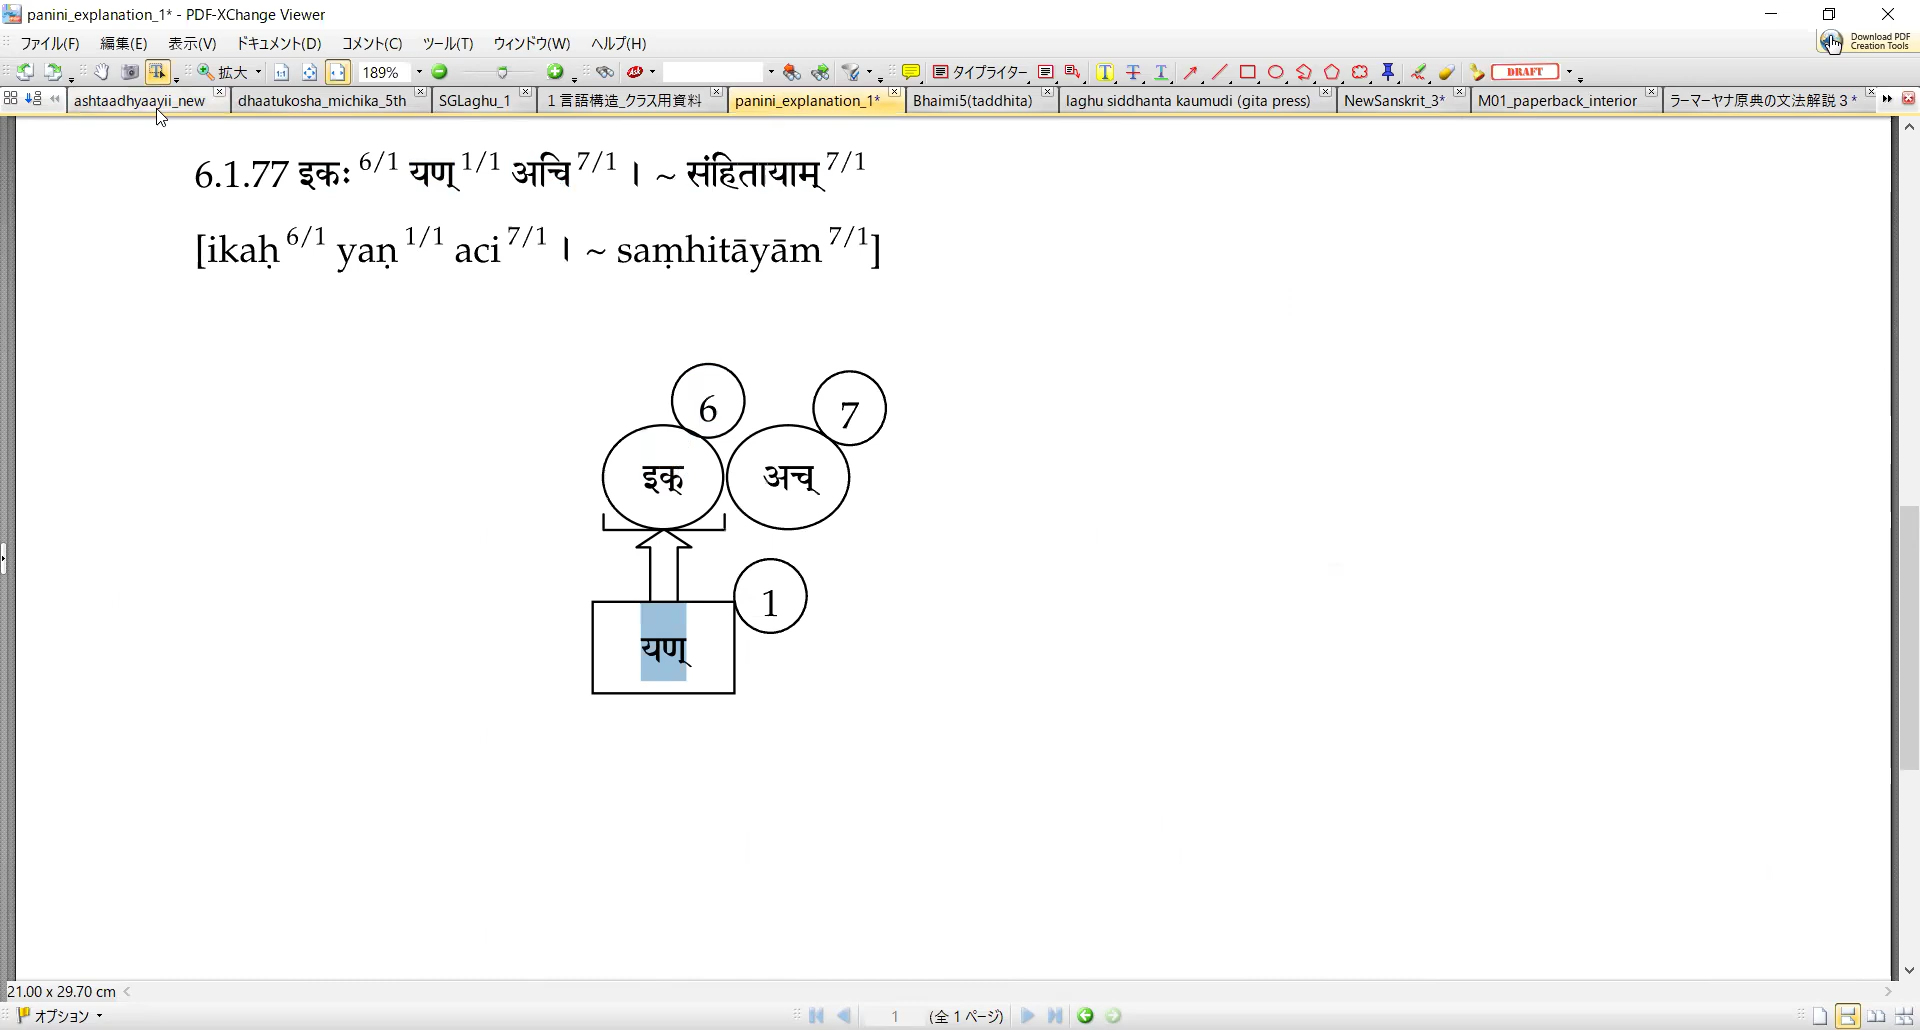 panini_explanation_1* - PDF-XChange Viewer
ファイル(F) 編集(E) 表示(V) ドキュメント(D) コメント(C) ツール(T) ウィンドウ(W) ヘルプ(H)
Download PDF
Creation Tools
拡大 189% タイプライター DRAFT
ashtaadhyaayii_new dhaatukosha_michika_5th SGLaghu_1 1 言語構造_クラス用資料 panini_explanation_1* Bhaimi5(taddhita) laghu siddhanta kaumudi (gita press) NewSanskrit_3* M01_paperback_interior ラーマーヤナ原典の文法解説 3 *
6.1.77 इकः 6/1 यण् 1/1 अचि 7/1 । ~ संहितायाम् 7/1
[ikaḥ 6/1 yaṇ 1/1 aci 7/1 । ~ saṃhitāyām 7/1]
6 7
इक् अच्
1
यण्
21.00 x 29.70 cm
オプション 1 (全 1 ページ)